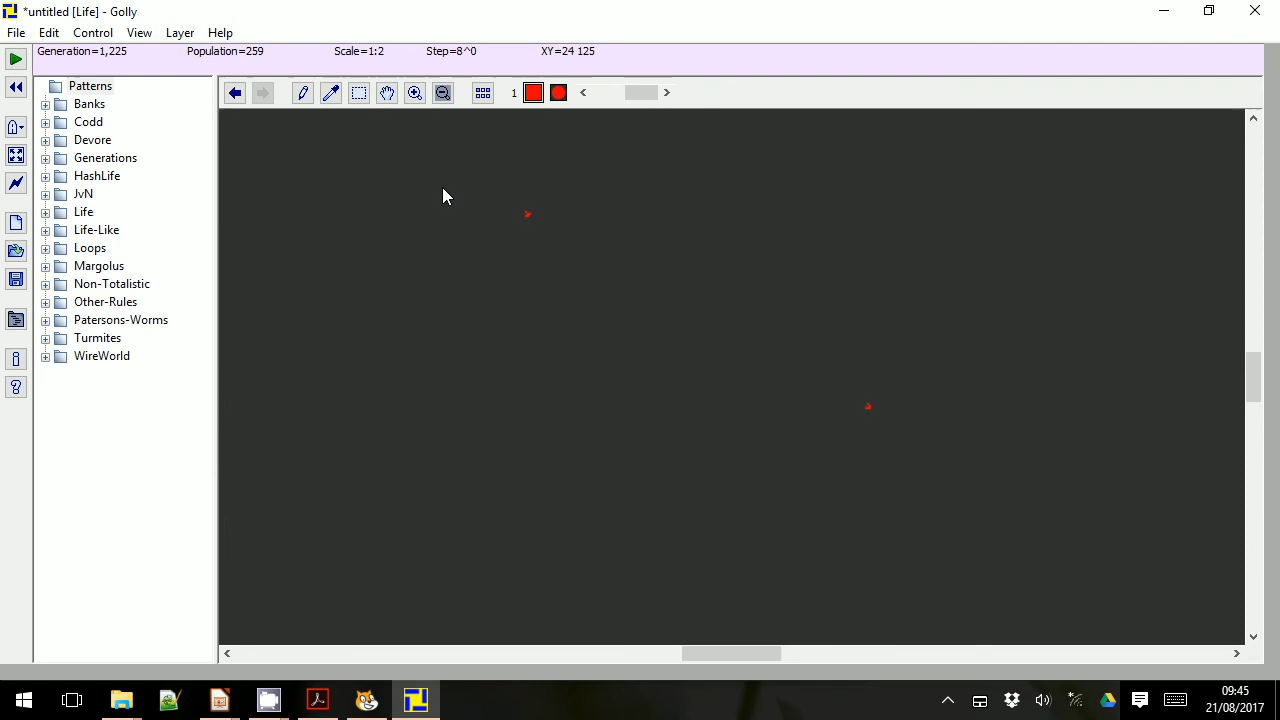 *untitled [Life] - Golly
File Edit Control View Layer Help
Generation=1,225 Population=259 Scale=1:2 Step=8^0 XY=24 125
Patterns
1
Banks
Codd
Devore
Generations
HashLife
JvN
Life
Life-Like
Loops
Margolus
Non-Totalistic
Other-Rules
Patersons-Worms
Turmites
WireWorld
09:45
21/08/2017